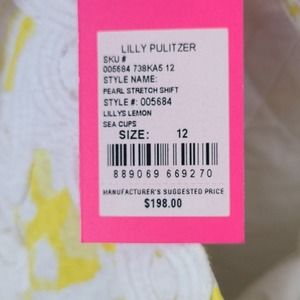 LILLY PULITZER
SKU #
005684 738KA5 12
STYLE NAME:
PEARL STRETCH SHIFT
STYLE #: 005684
LILLYS LEMON
SEA CUPS
SIZE: 12
889069 669270
MANUFACTURER'S SUGGESTED PRICE
$198.00